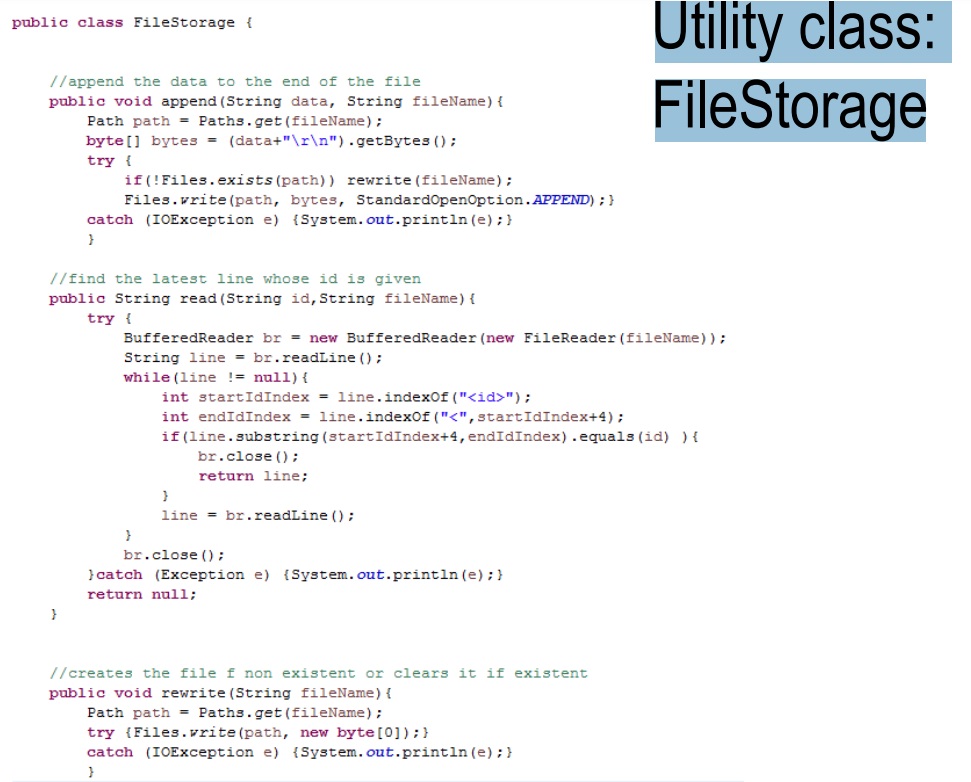 public class FileStorage {
Utility class:
FileStorage
//append the data to the end of the file
public void append(String data, String fileName){
Path path = Paths.get(fileName);
byte[] bytes = (data+"\r\n").getBytes();
try {
if(!Files.exists(path)) rewrite(fileName);
Files.write(path, bytes, StandardOpenOption.APPEND);}
catch (IOException e) {System.out.println(e);}
}
//find the latest line whose id is given
public String read(String id,String fileName){
try {
BufferedReader br = new BufferedReader(new FileReader(fileName));
String line = br.readLine();
while(line != null){
int startIdIndex = line.indexOf("<id>");
int endIdIndex = line.indexOf("<",startIdIndex+4);
if(line.substring(startIdIndex+4,endIdIndex).equals(id) ){
br.close();
return line;
}
line = br.readLine();
}
br.close();
}catch (Exception e) {System.out.println(e);}
return null;
}
//creates the file f non existent or clears it if existent
public void rewrite(String fileName){
Path path = Paths.get(fileName);
try {Files.write(path, new byte[0]);}
catch (IOException e) {System.out.println(e);}
}